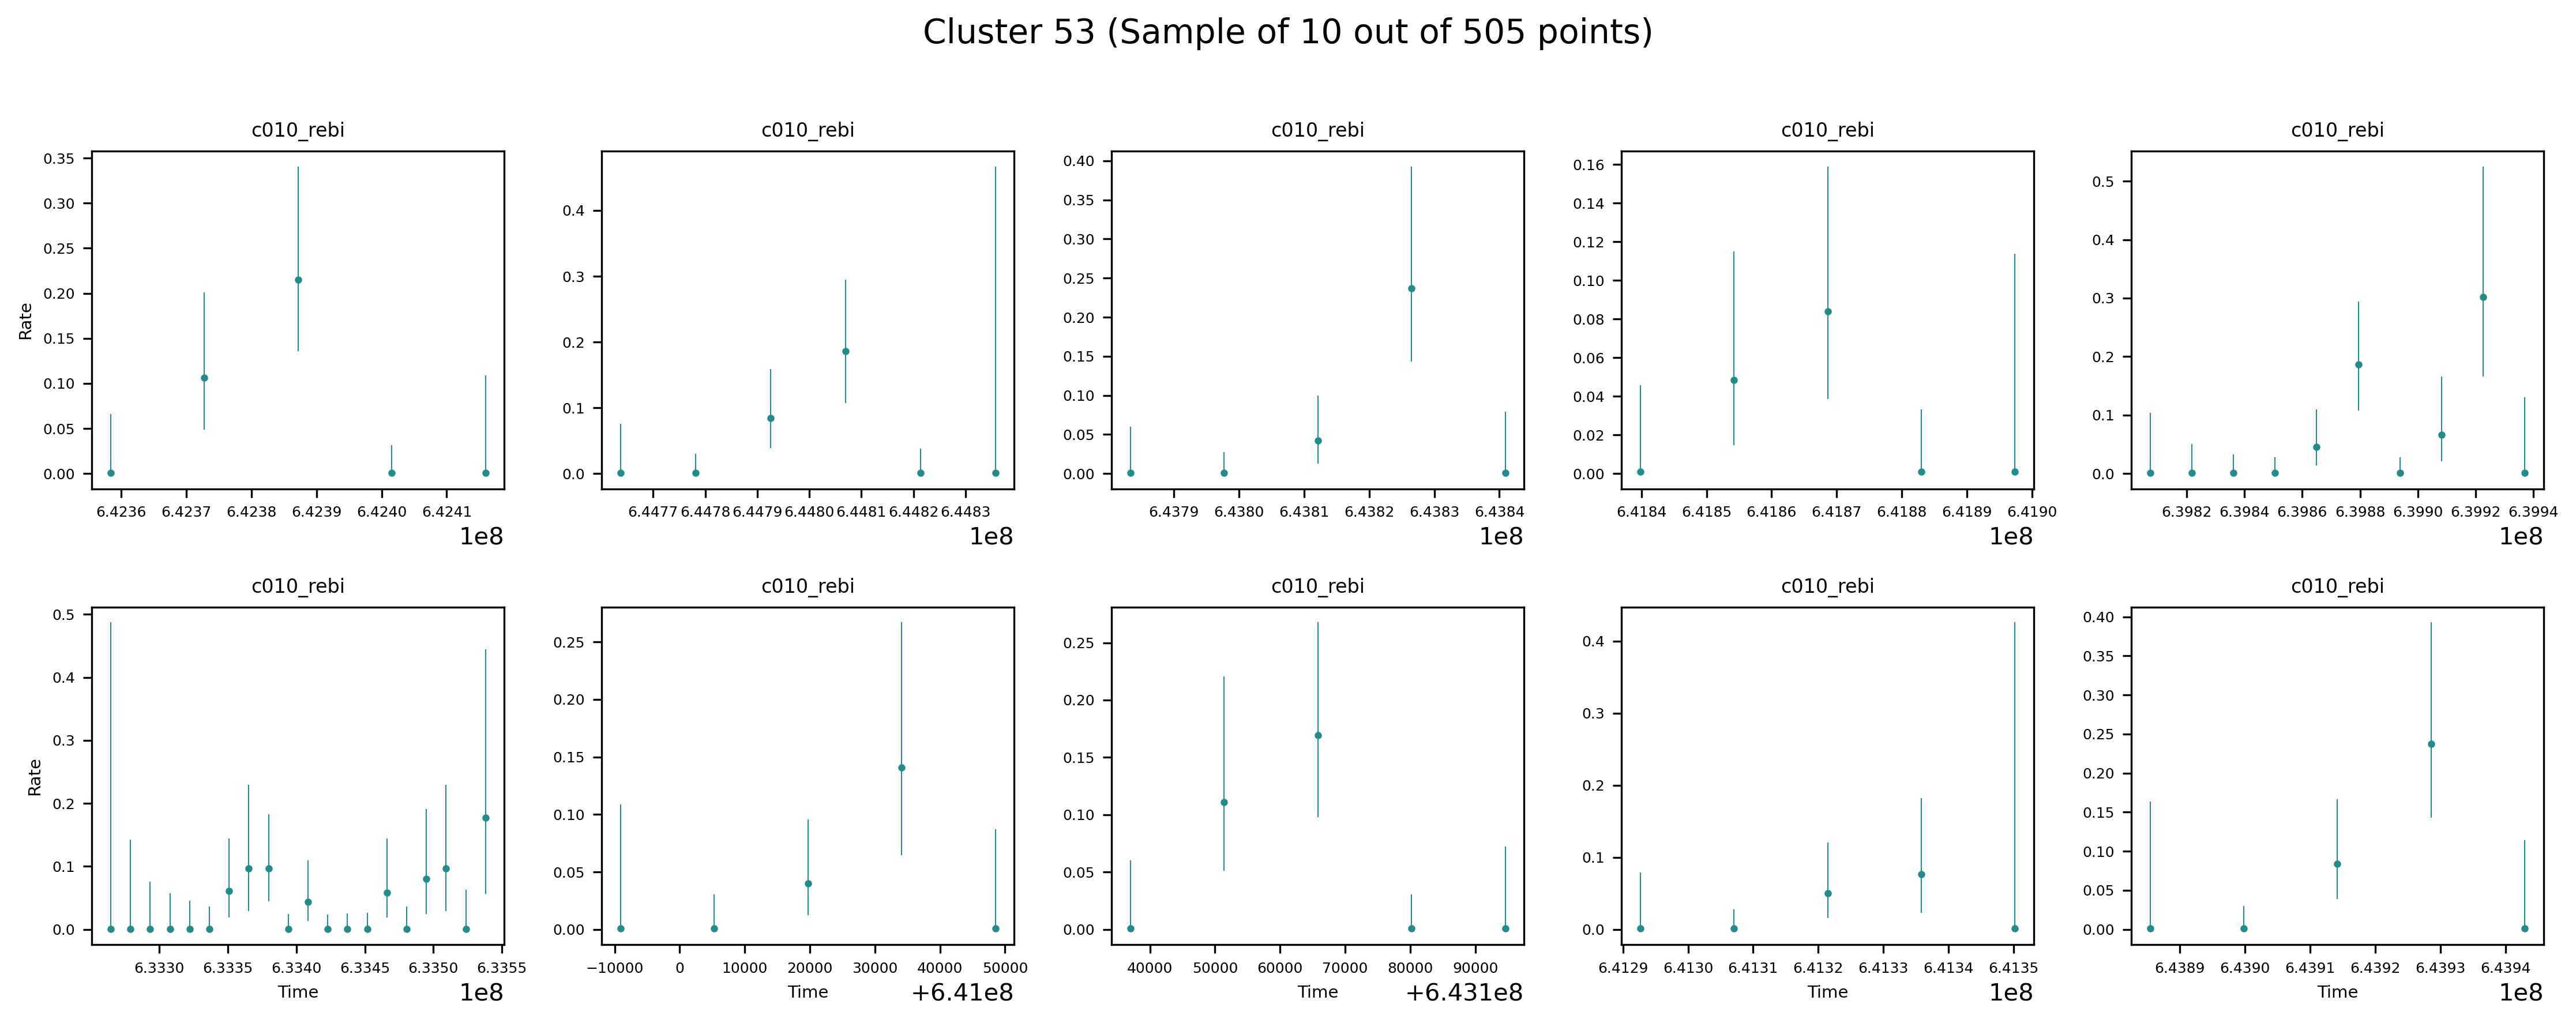 Cluster 53 (Sample of 10 out of 505 points)
c010_rebi c010_rebi c010_rebi c010_rebi c010_rebi
Rate
0.35
0.30
0.25
0.20
0.15
0.10
0.05
0.00
6.4236 6.4237 6.4238 6.4239 6.4240 6.4241
1e8
0.4
0.3
0.2
0.1
0.0
6.4477 6.4478 6.4479 6.4480 6.4481 6.4482 6.4483
1e8
0.40
0.35
0.30
0.25
0.20
0.15
0.10
0.05
0.00
6.4379 6.4380 6.4381 6.4382 6.4383 6.4384
1e8
0.16
0.14
0.12
0.10
0.08
0.06
0.04
0.02
0.00
6.4184 6.4185 6.4186 6.4187 6.4188 6.4189 6.4190
1e8
0.5
0.4
0.3
0.2
0.1
0.0
6.3982 6.3984 6.3986 6.3988 6.3990 6.3992 6.3994
1e8
c010_rebi c010_rebi c010_rebi c010_rebi c010_rebi
Rate
0.5
0.4
0.3
0.2
0.1
0.0
6.3330 6.3335 6.3340 6.3345 6.3350 6.3355
Time 1e8
0.25
0.20
0.15
0.10
0.05
0.00
−10000 0 10000 20000 30000 40000 50000
Time +6.41e8
0.25
0.20
0.15
0.10
0.05
0.00
40000 50000 60000 70000 80000 90000
Time +6.431e8
0.4
0.3
0.2
0.1
0.0
6.4129 6.4130 6.4131 6.4132 6.4133 6.4134 6.4135
Time 1e8
0.40
0.35
0.30
0.25
0.20
0.15
0.10
0.05
0.00
6.4389 6.4390 6.4391 6.4392 6.4393 6.4394
Time 1e8